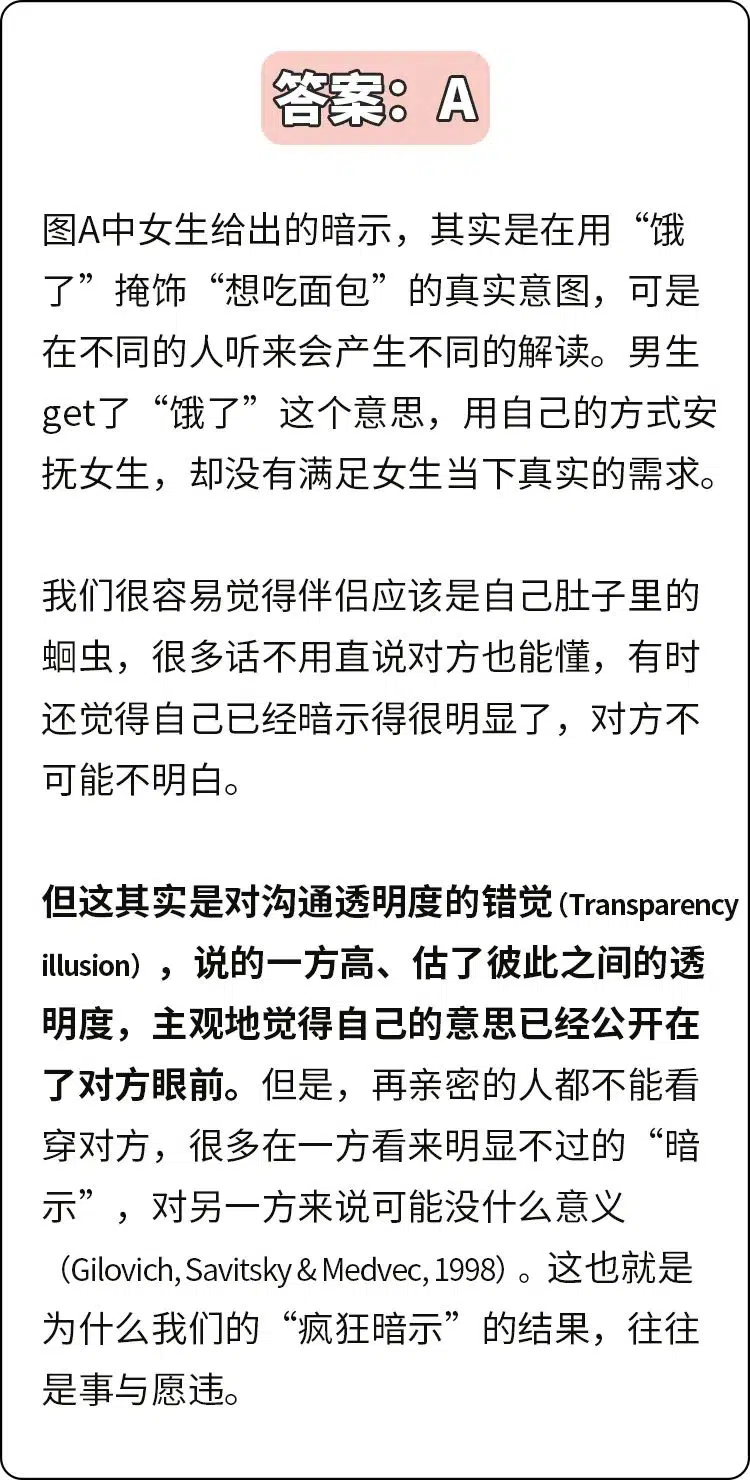 答案：A
图A中女生给出的暗示，其实是在用“饿
了”掩饰“想吃面包”的真实意图，可是
在不同的人听来会产生不同的解读。男生
get了“饿了”这个意思，用自己的方式安
抚女生，却没有满足女生当下真实的需求。
我们很容易觉得伴侣应该是自己肚子里的
蛔虫，很多话不用直说对方也能懂，有时
还觉得自己已经暗示得很明显了，对方不
可能不明白。
但这其实是对沟通透明度的错觉（Transparency
illusion），说的一方高、估了彼此之间的透
明度，主观地觉得自己的意思已经公开在
了对方眼前。但是，再亲密的人都不能看
穿对方，很多在一方看来明显不过的“暗
示”，对另一方来说可能没什么意义
（Gilovich, Savitsky & Medvec, 1998）。这也就是
为什么我们的“疯狂暗示”的结果，往往
是事与愿违。